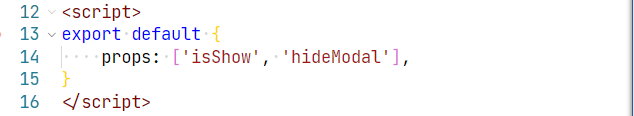 12 <script>
13 export default {
14     props: ['isShow', 'hideModal'],
15 }
16 </script>